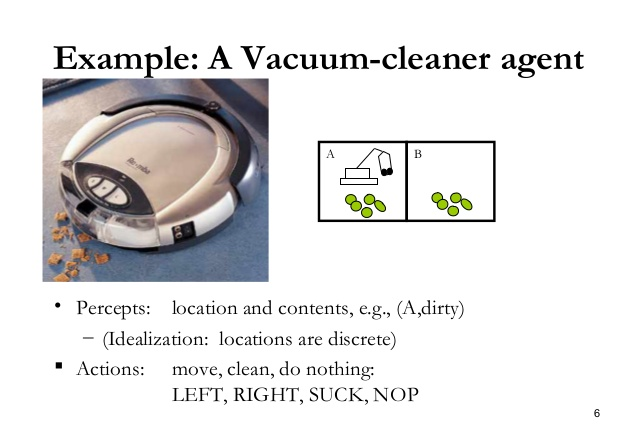 Example: A Vacuum-cleaner agent
A
B
• Percepts: location and contents, e.g., (A,dirty)
– (Idealization: locations are discrete)
▪ Actions: move, clean, do nothing:
LEFT, RIGHT, SUCK, NOP
6